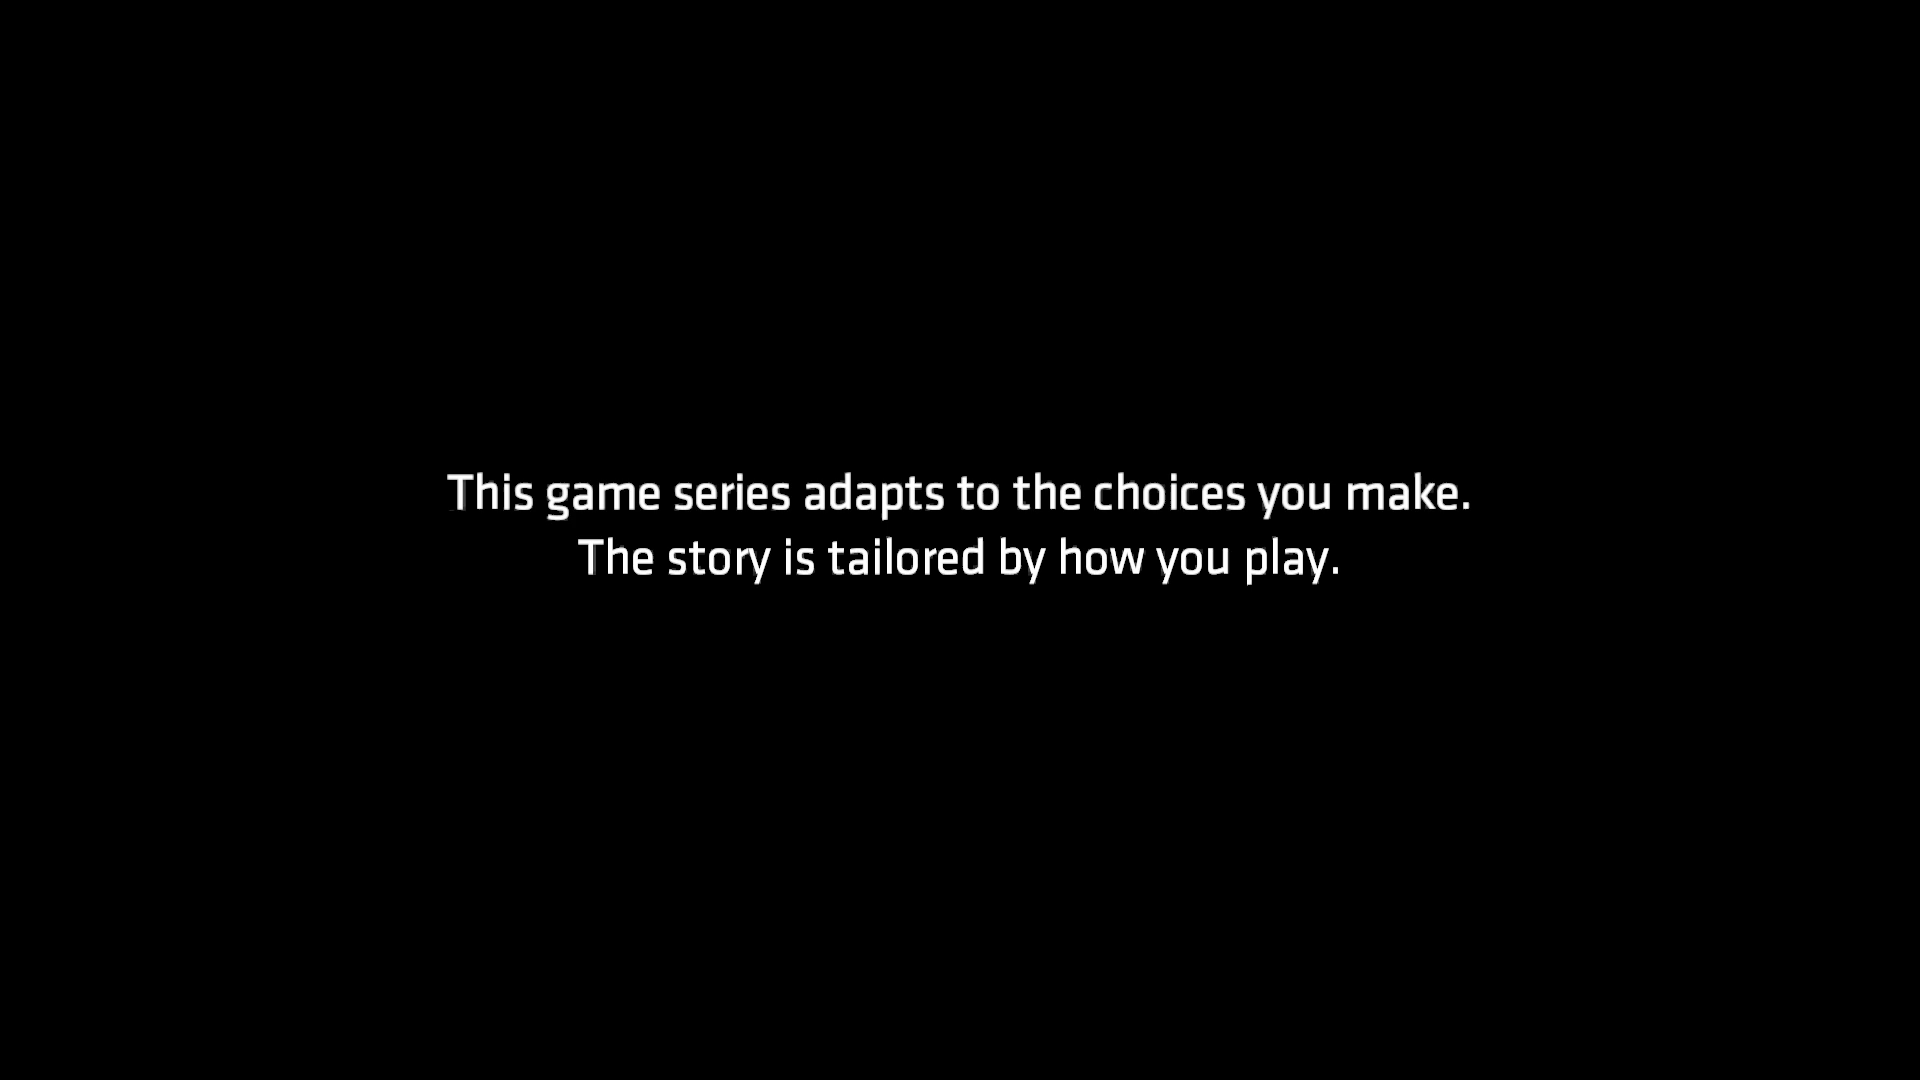 This game series adapts to the choices you make.
The story is tailored by how you play.